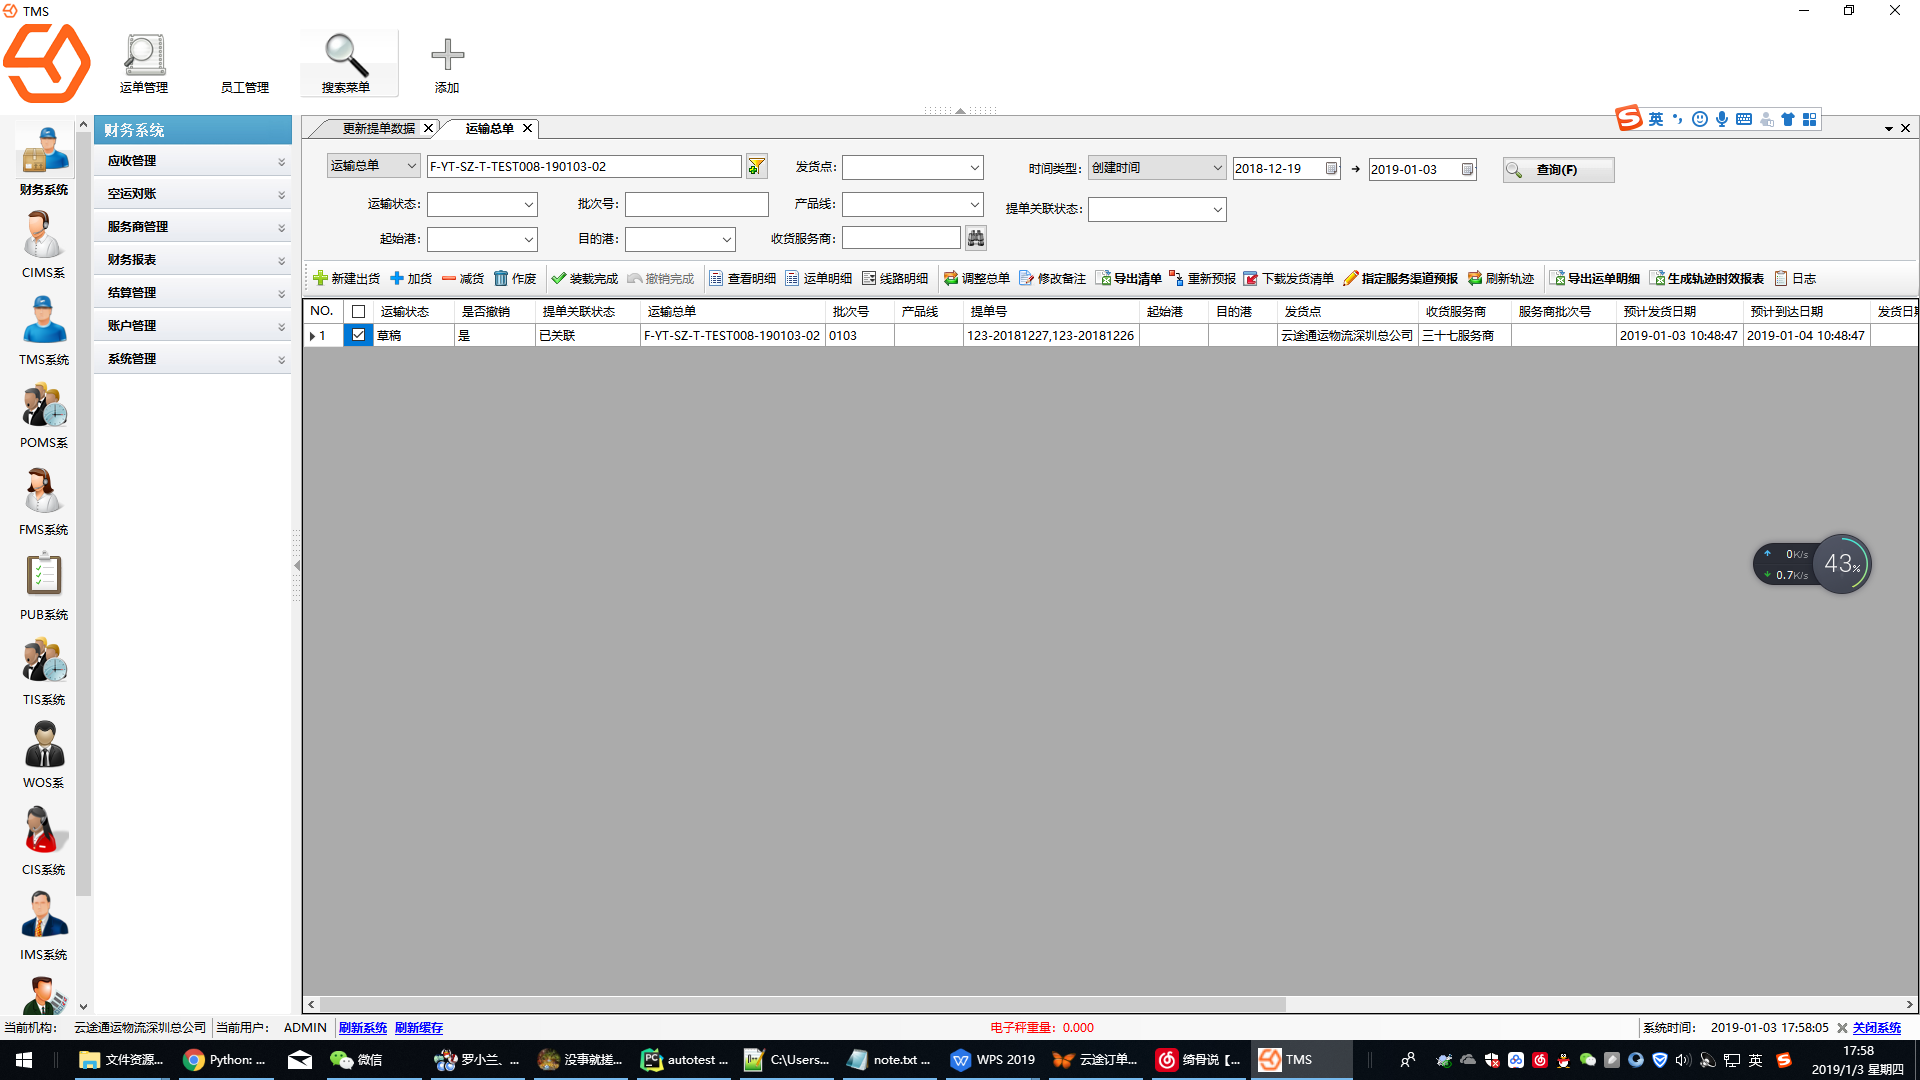 TMS
运单管理
员工管理
搜索菜单
添加
财务系统
CIMS系
TMS系统
POMS系
FMS系统
PUB系统
TIS系统
WOS系
CIS系统
IMS系统
财务系统
应收管理
空运对账
服务商管理
财务报表
结算管理
账户管理
系统管理
更新提单数据 运输总单
英
运输总单 F-YT-SZ-T-TEST008-190103-02 发货点: 时间类型: 创建时间 2018-12-19 → 2019-01-03 查询(F)
运输状态: 批次号: 产品线: 提单关联状态:
起始港: 目的港: 收货服务商:
新建出货 加货 减货 作废 装载完成 撤销完成 查看明细 运单明细 线路明细 调整总单 修改备注 导出清单 重新预报 下载发货清单 指定服务渠道预报 刷新轨迹 导出运单明细 生成轨迹时效报表 日志
NO. 运输状态 是否撤销 提单关联状态 运输总单 批次号 产品线 提单号 起始港 目的港 发货点 收货服务商 服务商批次号 预计发货日期 预计到达日期 发货日
1 草稿 是 已关联 F-YT-SZ-T-TEST008-190103-02 0103 123-20181227,123-20181226 云途通运物流深圳总公司 三十七服务商 2019-01-03 10:48:47 2019-01-04 10:48:47
0K/s
0.7K/s
43%
当前机构: 云途通运物流深圳总公司 当前用户: ADMIN 刷新系统 刷新缓存 电子秤重量: 0.000 系统时间: 2019-01-03 17:58:05 关闭系统
文件资源... Python: ... 微信 罗小兰、... 没事就搓... autotest ... C:\Users... note.txt ... WPS 2019 云途订单... 绮骨说【... TMS 英
17:58
2019/1/3 星期四